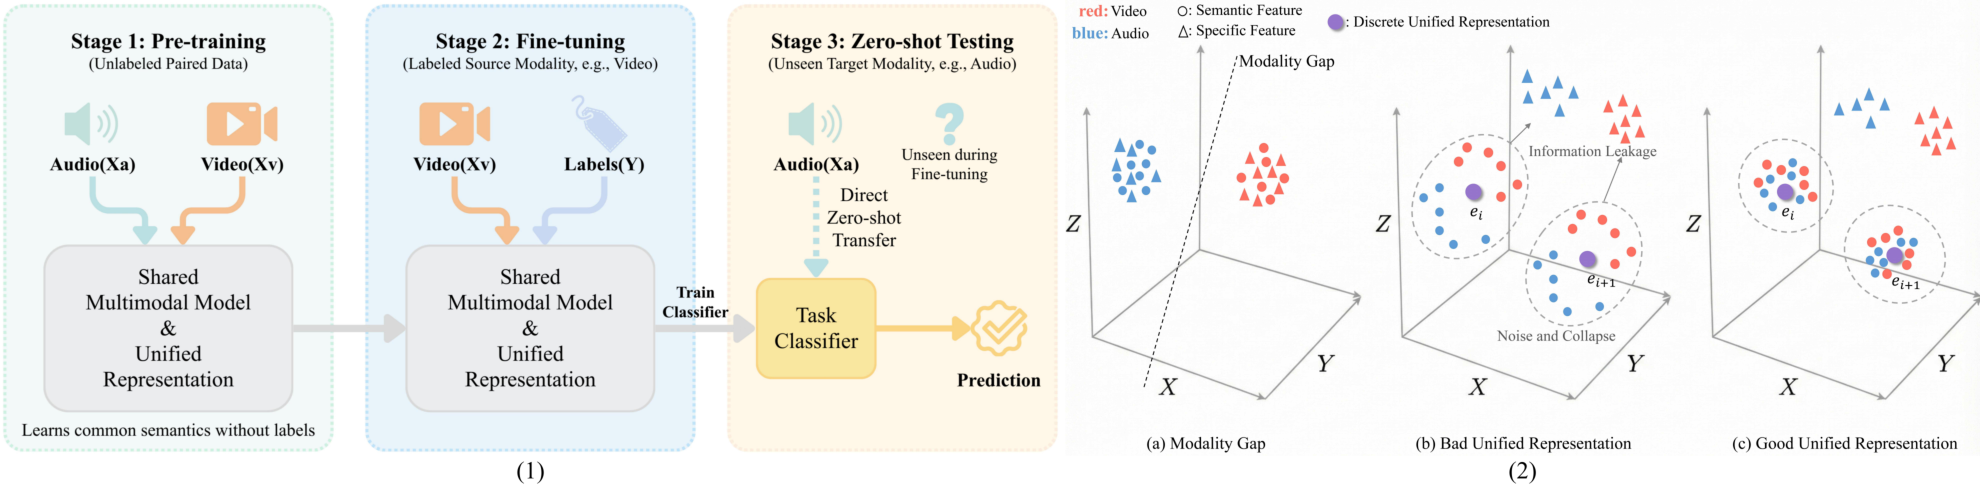 Stage 1: Pre-training
(Unlabeled Paired Data)
Audio(Xa)
Video(Xv)
Shared
Multimodal Model
&
Unified
Representation
Learns common semantics without labels
Stage 2: Fine-tuning
(Labeled Source Modality, e.g., Video)
Video(Xv)
Labels(Y)
Shared
Multimodal Model
&
Unified
Representation
Train
Classifier
Stage 3: Zero-shot Testing
(Unseen Target Modality, e.g., Audio)
Audio(Xa)
?
Unseen during
Fine-tuning
Direct
Zero-shot
Transfer
Task
Classifier
Prediction
(1)
red: Video
blue: Audio
: Semantic Feature
: Specific Feature
: Discrete Unified Representation
Modality Gap
Z
X
Y
(a) Modality Gap
Information Leakage
e_i
e_{i+1}
Noise and Collapse
Z
X
Y
(b) Bad Unified Representation
e_i
e_{i+1}
Z
X
Y
(c) Good Unified Representation
(2)